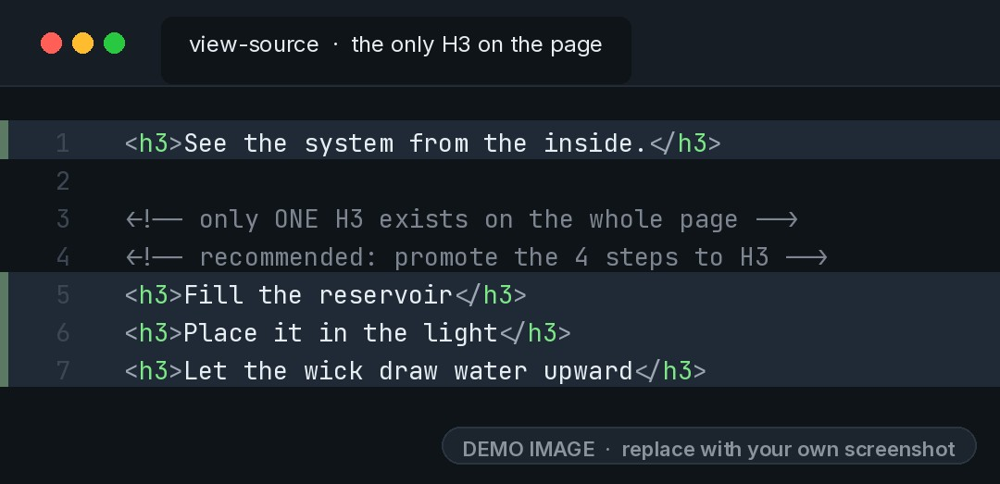 view-source · the only H3 on the page
1 <h3>See the system from the inside.</h3>
2
3 <!-- only ONE H3 exists on the whole page -->
4 <!-- recommended: promote the 4 steps to H3 -->
5 <h3>Fill the reservoir</h3>
6 <h3>Place it in the light</h3>
7 <h3>Let the wick draw water upward</h3>
DEMO IMAGE · replace with your own screenshot